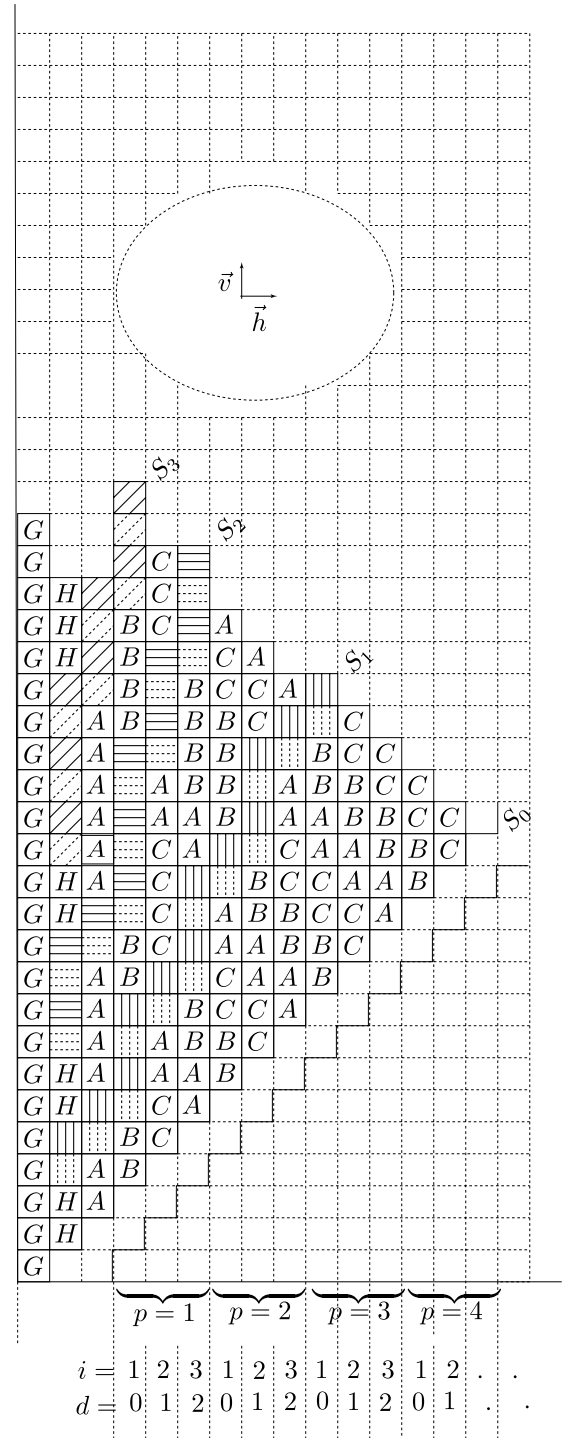 v⃗
h⃗
S₃
G S₂
G C
G H C
G H B C A
G H B C A S₁
G B B C C A
G A B B B C C
G A B B B C C
G A A B B A B B C C
G A A A B A A B B C C S₀
G A C A C A A B B C
G H A C B C C A A B
G H C A B B C C A
G B C A A B B C
G A B C A A B
G A B C C A
G A A B B C
G H A A A B
G H C A
G B C
G A B
G H A
G H
G
p = 1 p = 2 p = 3 p = 4
i = 1 2 3 1 2 3 1 2 3 1 2 . .
d = 0 1 2 0 1 2 0 1 2 0 1 . .